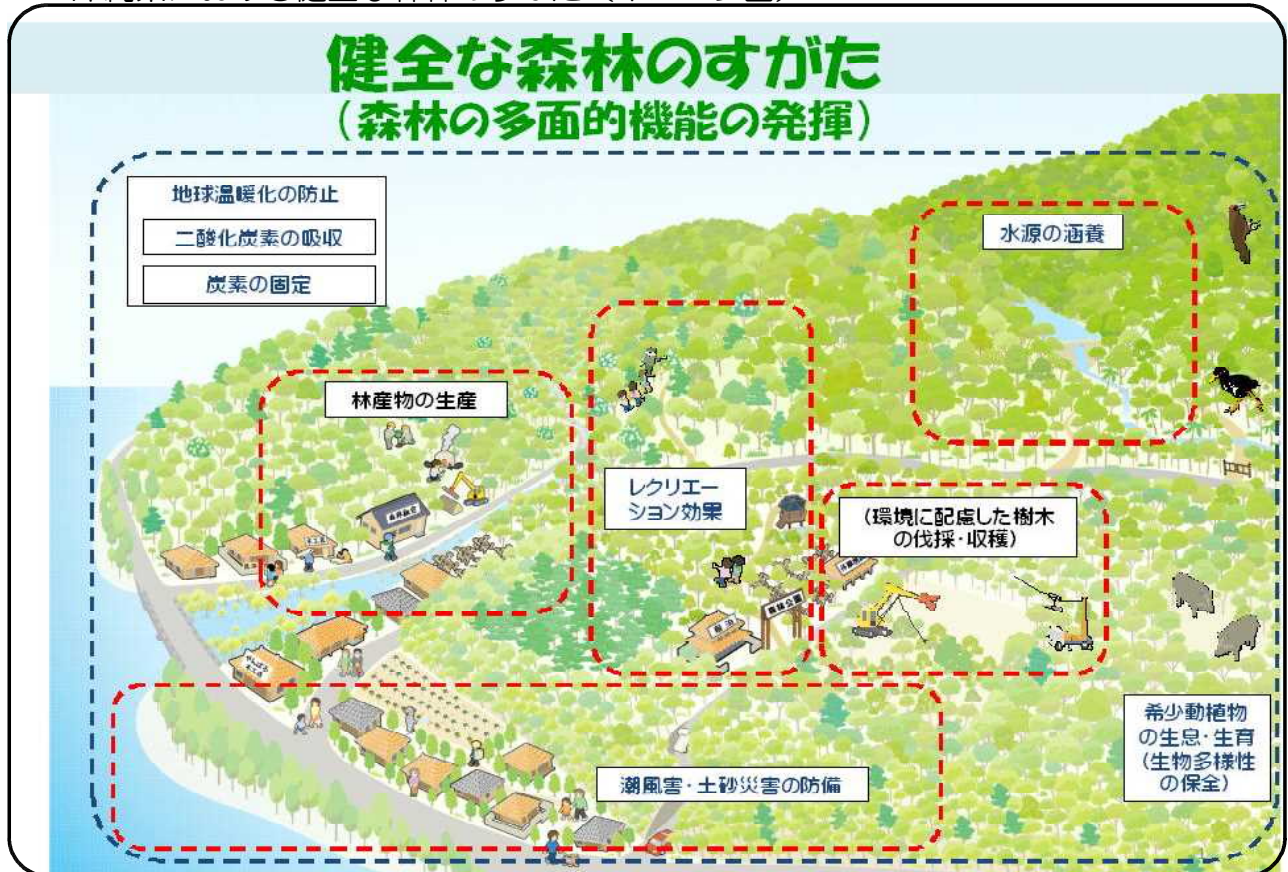 健全な森林のすがた
（森林の多面的機能の発揮）
地球温暖化の防止
二酸化炭素の吸収
炭素の固定
水源の涵養
林産物の生産
レクリエー
ション効果
（環境に配慮した樹木
の伐採・収穫）
森林公園
潮風害・土砂災害の防備
希少動植物
の生息・生育
（生物多様性
の保全）